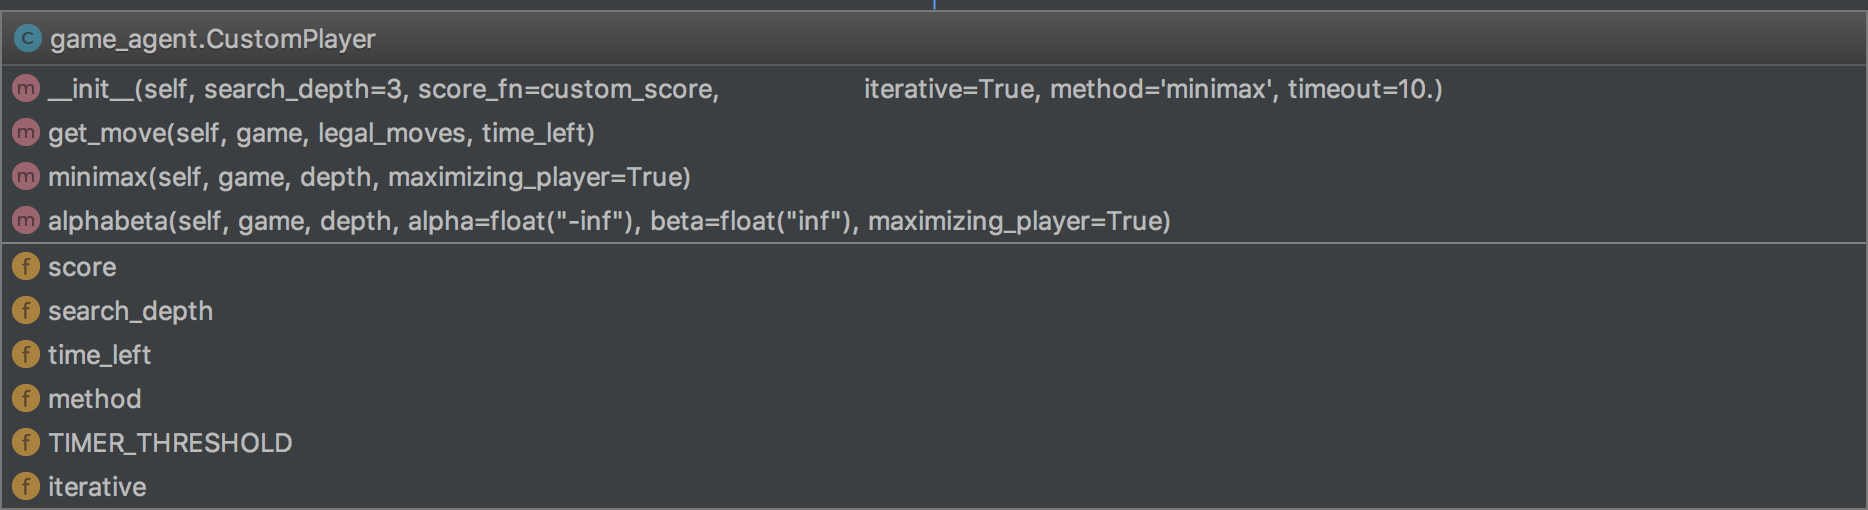 C game_agent.CustomPlayer
m __init__(self, search_depth=3, score_fn=custom_score, iterative=True, method='minimax', timeout=10.)
m get_move(self, game, legal_moves, time_left)
m minimax(self, game, depth, maximizing_player=True)
m alphabeta(self, game, depth, alpha=float("-inf"), beta=float("inf"), maximizing_player=True)
f score
f search_depth
f time_left
f method
f TIMER_THRESHOLD
f iterative